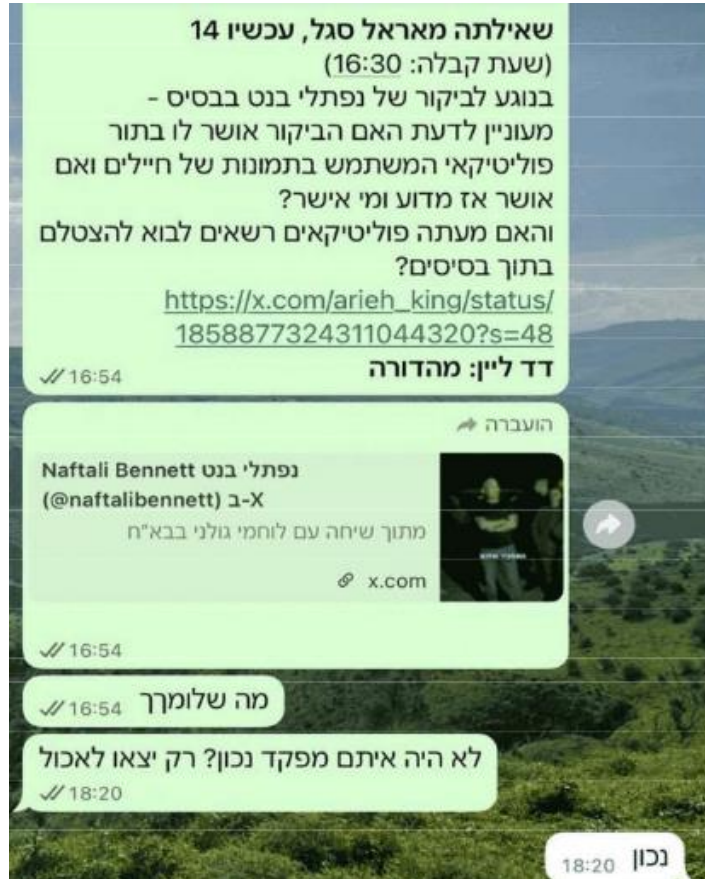 שאילתה מאראל סגל, עכשיו 14
(שעת קבלה: 16:30)
בנוגע לביקור של נפתלי בנט בבסיס -
מעוניין לדעת האם הביקור אושר לו בתור
פוליטיקאי המשתמש בתמונות של חיילים ואם
אושר אז מדוע ומי אישר?
והאם מעתה פוליטיקאים רשאים לבוא להצטלם
בתוך בסיסים?
https://x.com/arieh_king/status/
1858877324311044320?s=48
דד ליין: מהדורה
16:54
הועברה
נפתלי בנט Naftali Bennett
(@naftalibennett) ב-X
מתוך שיחה עם לוחמי גולני בבא"ח
x.com
16:54
מה שלומךך
16:54
לא היה איתם מפקד נכון? רק יצאו לאכול
18:20
נכון
18:20